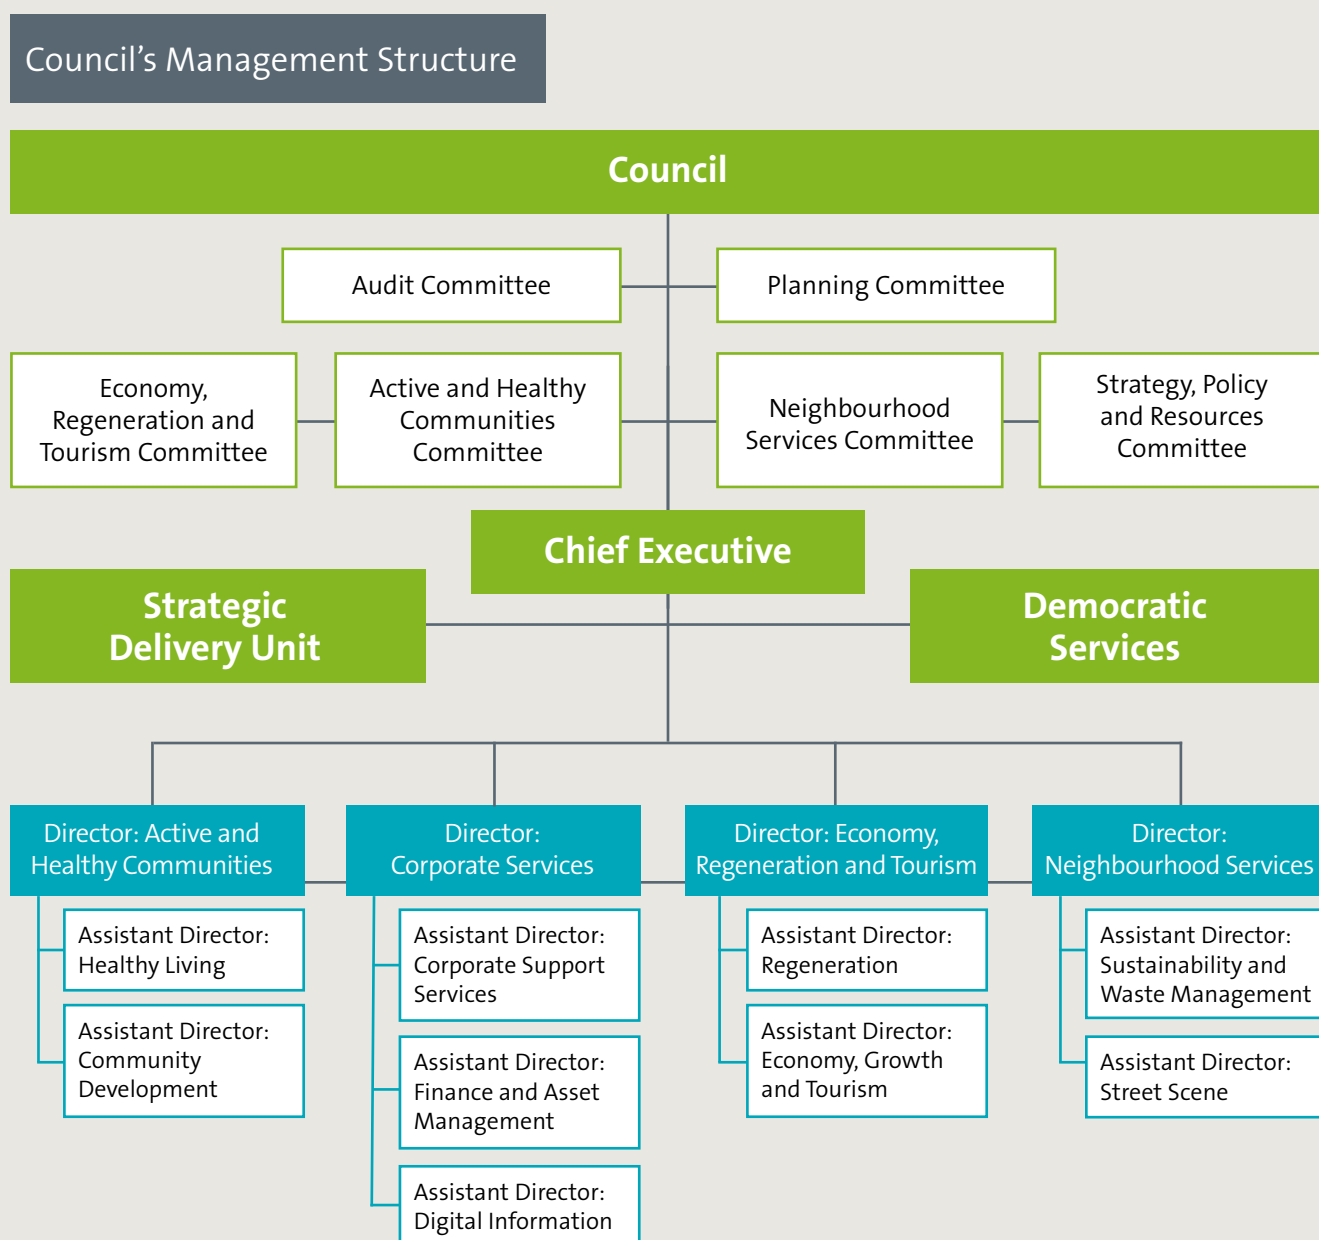 Council’s Management Structure
Council
Audit Committee
Planning Committee
Economy,
Regeneration and
Tourism Committee
Active and Healthy
Communities
Committee
Neighbourhood
Services Committee
Strategy, Policy
and Resources
Committee
Chief Executive
Strategic
Delivery Unit
Democratic
Services
Director: Active and
Healthy Communities
Director:
Corporate Services
Director: Economy,
Regeneration and Tourism
Director:
Neighbourhood Services
Assistant Director:
Healthy Living
Assistant Director:
Community
Development
Assistant Director:
Corporate Support
Services
Assistant Director:
Finance and Asset
Management
Assistant Director:
Digital Information
Assistant Director:
Regeneration
Assistant Director:
Economy, Growth
and Tourism
Assistant Director:
Sustainability and
Waste Management
Assistant Director:
Street Scene